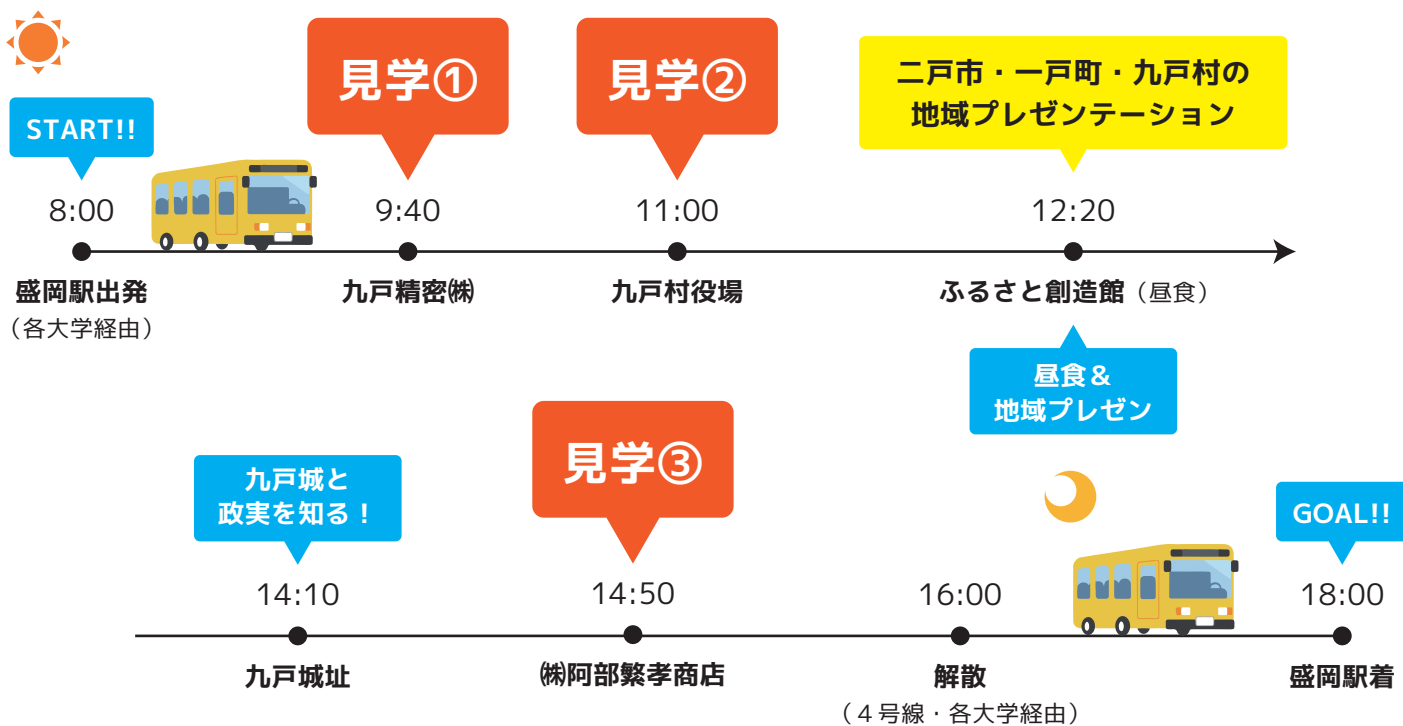 START!!
見学①
見学②
二戸市・一戸町・九戸村の
地域プレゼンテーション
8:00
9:40
11:00
12:20
盛岡駅出発
（各大学経由）
九戸精密㈱
九戸村役場
ふるさと創造館（昼食）
昼食＆
地域プレゼン
九戸城と
政実を知る！
見学③
GOAL!!
14:10
14:50
16:00
18:00
九戸城址
㈱阿部繁孝商店
解散
（４号線・各大学経由）
盛岡駅着